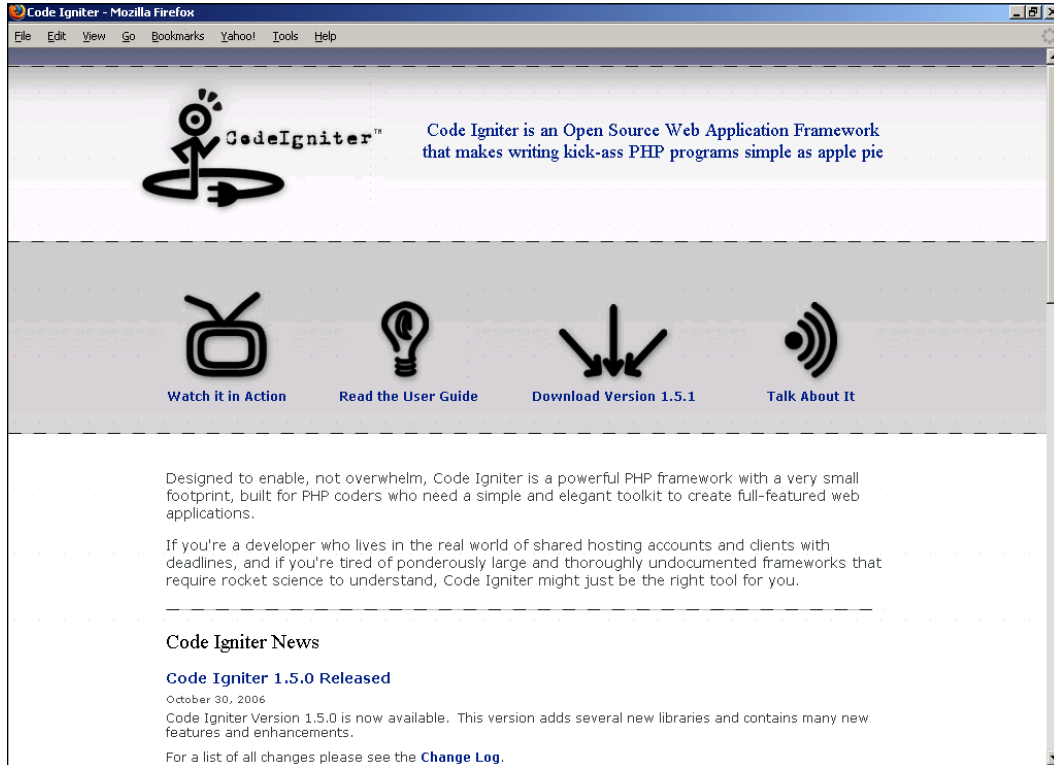 Code Igniter - Mozilla Firefox
File Edit View Go Bookmarks Yahoo! Tools Help
CodeIgniter™
Code Igniter is an Open Source Web Application Framework
that makes writing kick-ass PHP programs simple as apple pie
Watch it in Action Read the User Guide Download Version 1.5.1 Talk About It
Designed to enable, not overwhelm, Code Igniter is a powerful PHP framework with a very small
footprint, built for PHP coders who need a simple and elegant toolkit to create full-featured web
applications.
If you're a developer who lives in the real world of shared hosting accounts and clients with
deadlines, and if you're tired of ponderously large and thoroughly undocumented frameworks that
require rocket science to understand, Code Igniter might just be the right tool for you.
Code Igniter News
Code Igniter 1.5.0 Released
October 30, 2006
Code Igniter Version 1.5.0 is now available. This version adds several new libraries and contains many new
features and enhancements.
For a list of all changes please see the Change Log.